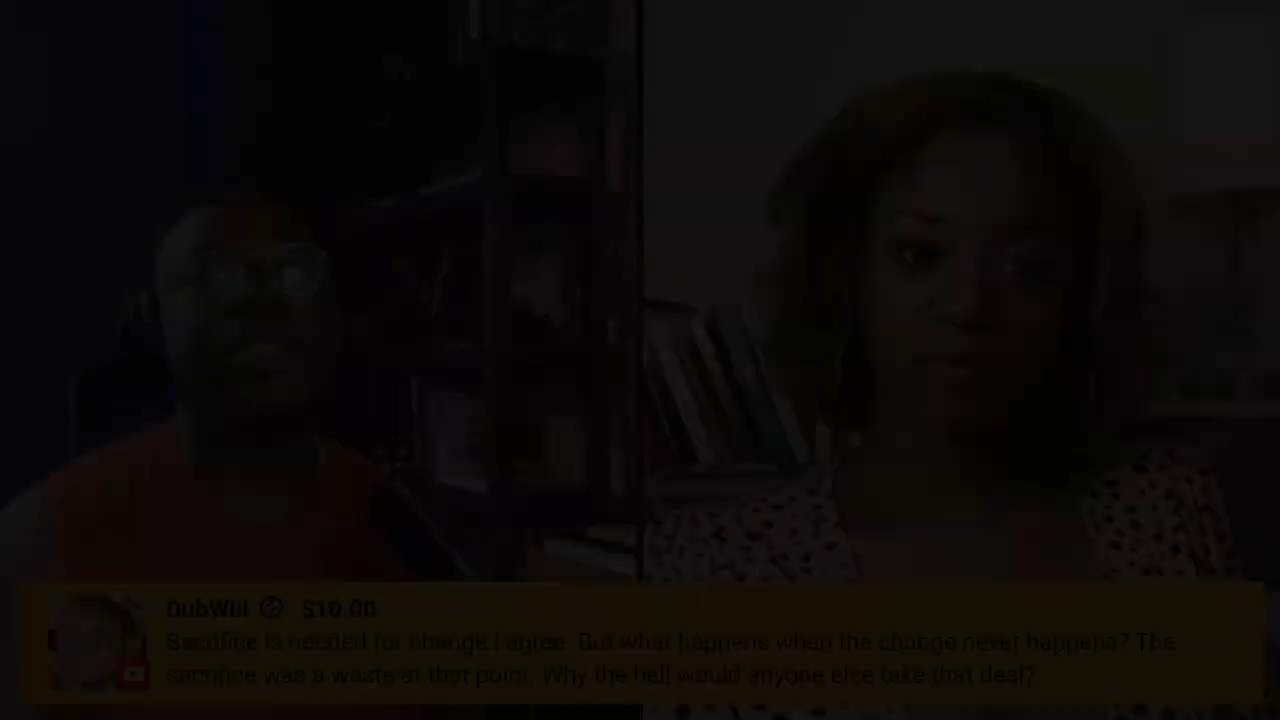 DubWill $10.00
Sacrifice is needed for change I agree. But what happens when the change never happens? The
sacrifice was a waste at that point. Why the hell would anyone else take that deal?